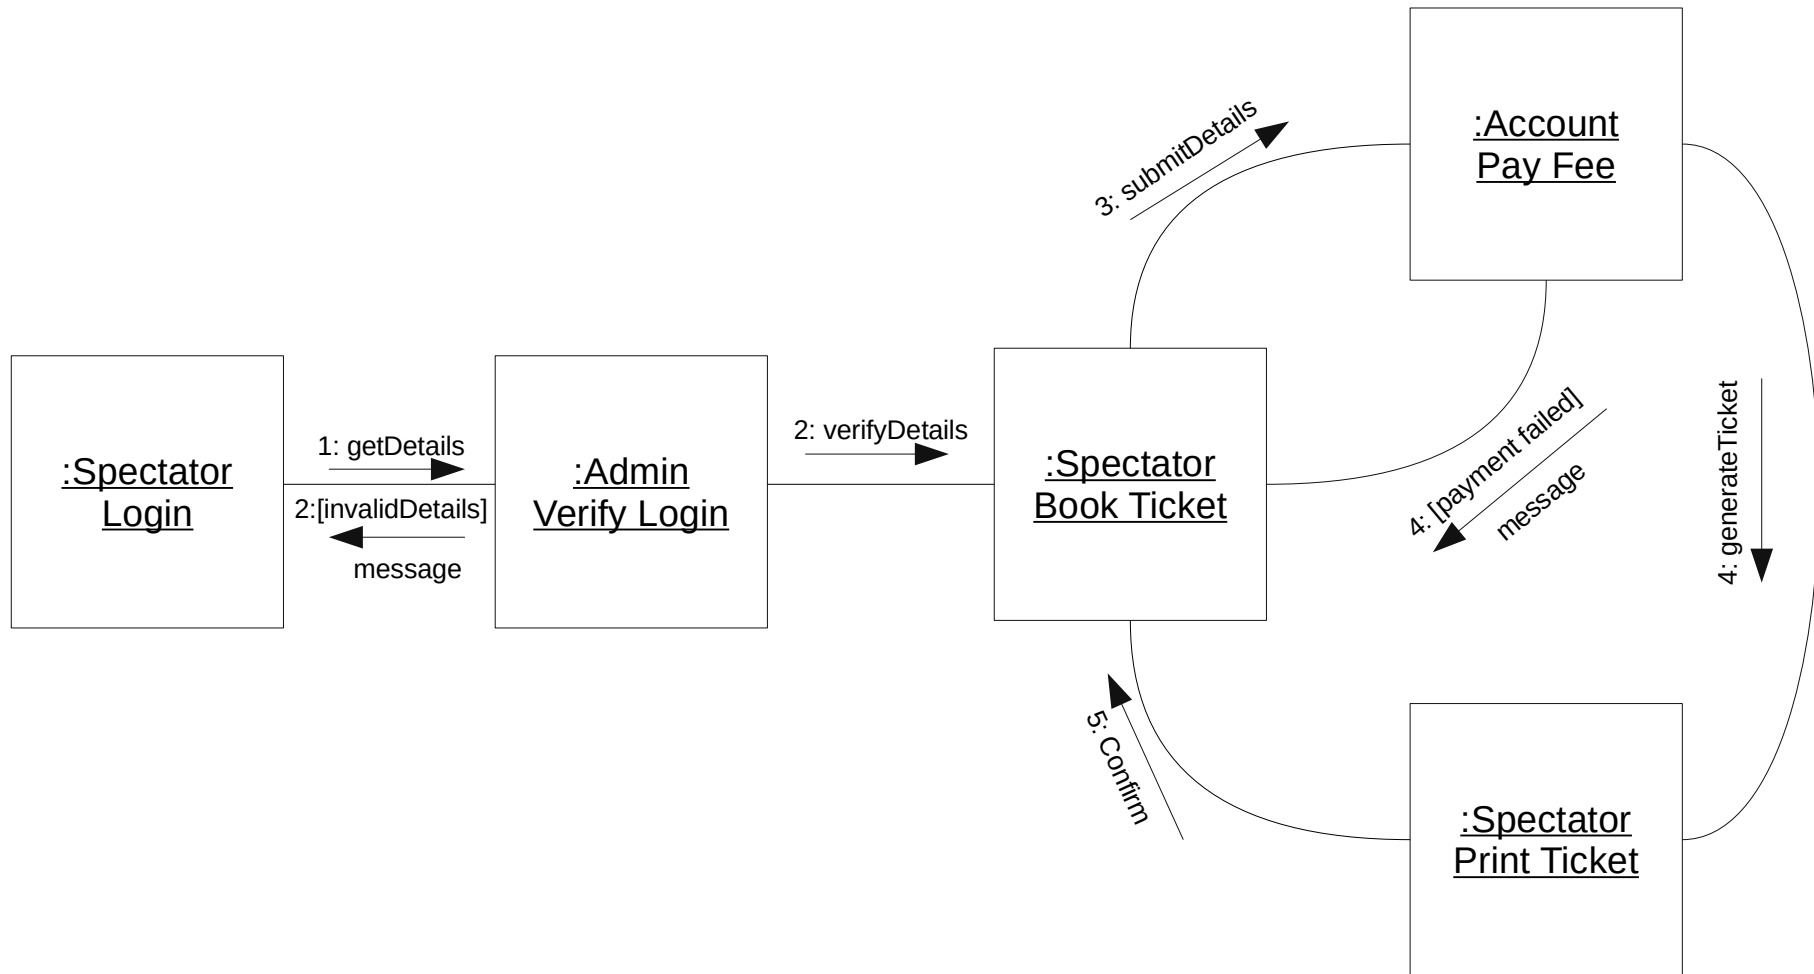 :Spectator
Login
1: getDetails
2:[invalidDetails]
message
:Admin
Verify Login
2: verifyDetails
:Spectator
Book Ticket
3: submitDetails
:Account
Pay Fee
4: [payment failed]
message
4: generateTicket
5: Confirm
:Spectator
Print Ticket